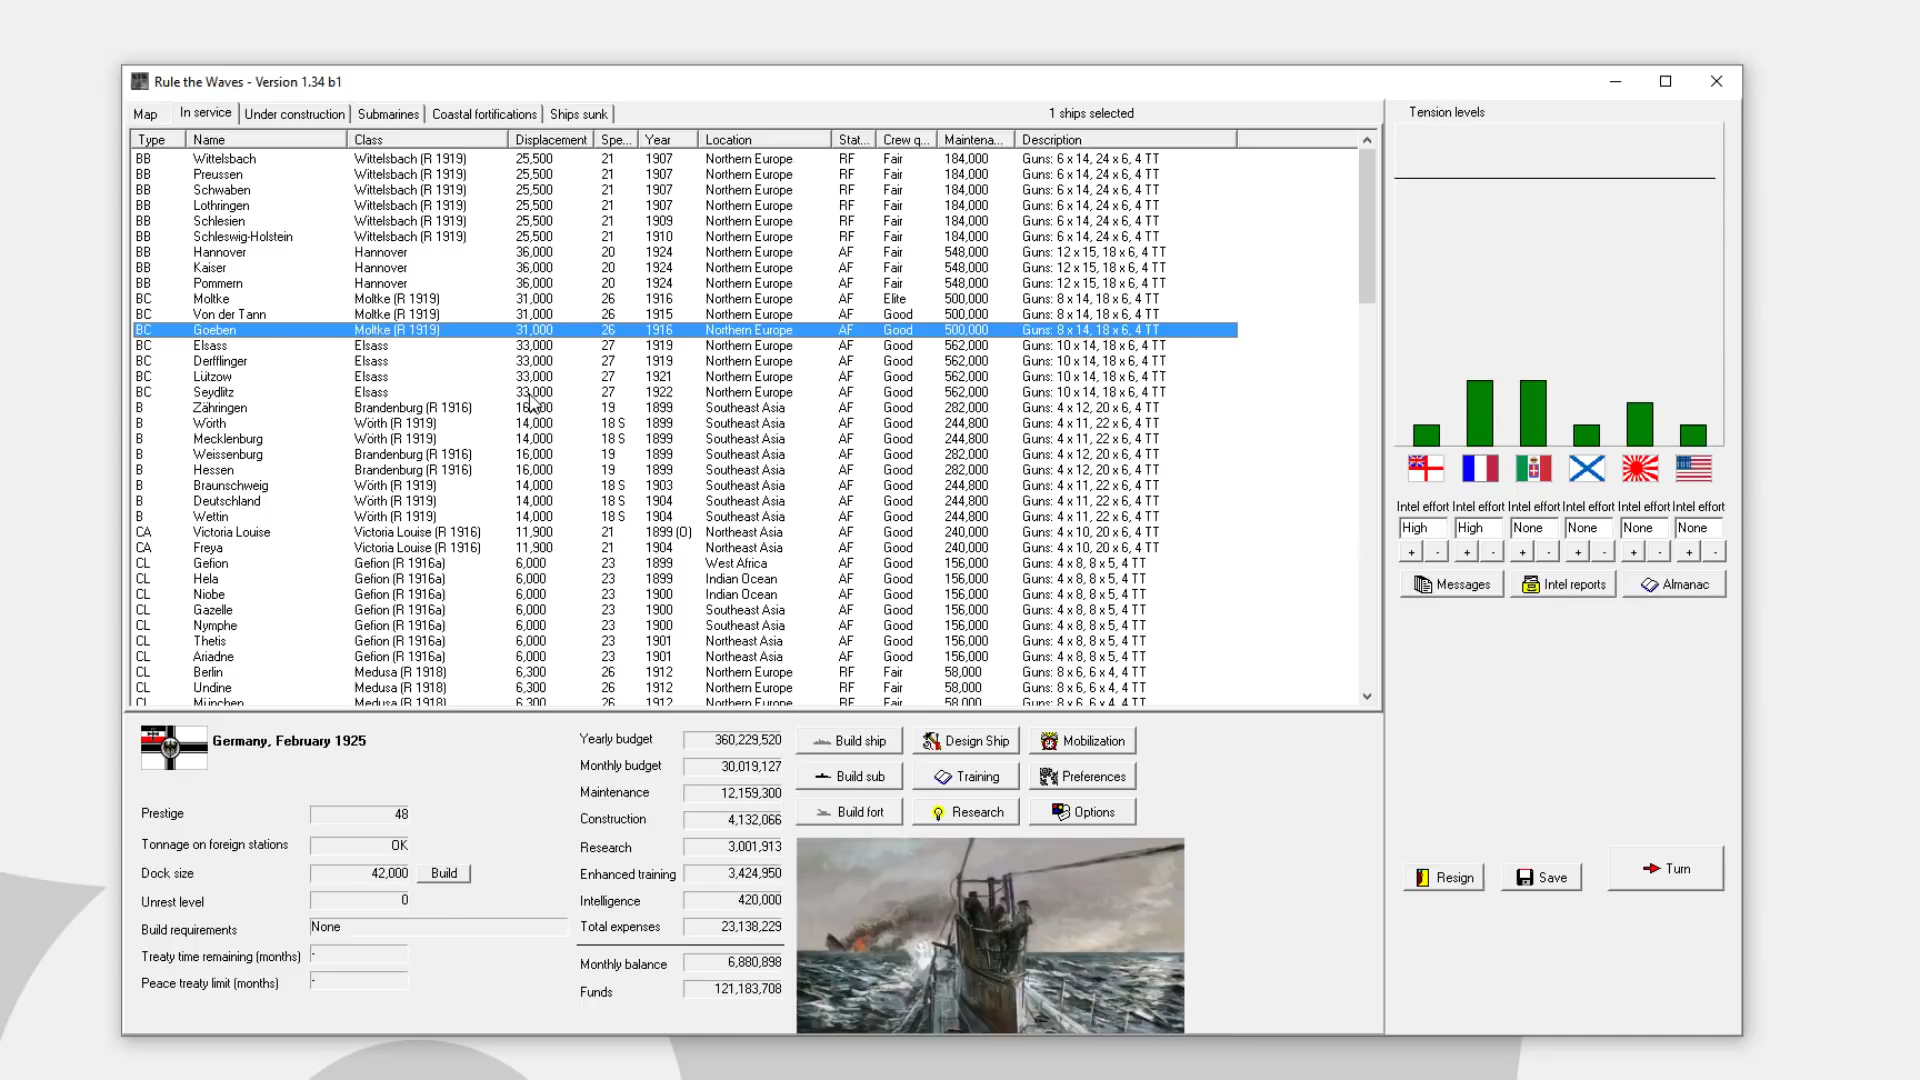 Rule the Waves - Version 1.34 b1
Map In service Under construction Submarines Coastal fortifications Ships sunk 1 ships selected
Type Name Class Displacement Spe... Year Location Stat... Crew q... Maintena... Description
BB Wittelsbach Wittelsbach (R 1919) 25,500 21 1907 Northern Europe RF Fair 184,000 Guns: 6 x 14, 24 x 6, 4 TT
BB Preussen Wittelsbach (R 1919) 25,500 21 1907 Northern Europe RF Fair 184,000 Guns: 6 x 14, 24 x 6, 4 TT
BB Schwaben Wittelsbach (R 1919) 25,500 21 1907 Northern Europe RF Fair 184,000 Guns: 6 x 14, 24 x 6, 4 TT
BB Lothringen Wittelsbach (R 1919) 25,500 21 1907 Northern Europe RF Fair 184,000 Guns: 6 x 14, 24 x 6, 4 TT
BB Schlesien Wittelsbach (R 1919) 25,500 21 1909 Northern Europe RF Fair 184,000 Guns: 6 x 14, 24 x 6, 4 TT
BB Schleswig-Holstein Wittelsbach (R 1919) 25,500 21 1910 Northern Europe RF Fair 184,000 Guns: 6 x 14, 24 x 6, 4 TT
BB Hannover Hannover 36,000 20 1924 Northern Europe AF Fair 548,000 Guns: 12 x 15, 18 x 6, 4 TT
BB Kaiser Hannover 36,000 20 1924 Northern Europe AF Fair 548,000 Guns: 12 x 15, 18 x 6, 4 TT
BB Pommern Hannover 36,000 20 1924 Northern Europe AF Fair 548,000 Guns: 12 x 15, 18 x 6, 4 TT
BC Moltke Moltke (R 1919) 31,000 26 1916 Northern Europe AF Elite 500,000 Guns: 8 x 14, 18 x 6, 4 TT
BC Von der Tann Moltke (R 1919) 31,000 26 1915 Northern Europe AF Good 500,000 Guns: 8 x 14, 18 x 6, 4 TT
BC Goeben Moltke (R 1919) 31,000 26 1916 Northern Europe AF Good 500,000 Guns: 8 x 14, 18 x 6, 4 TT
BC Elsass Elsass 33,000 27 1919 Northern Europe AF Good 562,000 Guns: 10 x 14, 18 x 6, 4 TT
BC Derfflinger Elsass 33,000 27 1919 Northern Europe AF Good 562,000 Guns: 10 x 14, 18 x 6, 4 TT
BC Lützow Elsass 33,000 27 1921 Northern Europe AF Good 562,000 Guns: 10 x 14, 18 x 6, 4 TT
BC Seydlitz Elsass 33,000 27 1922 Northern Europe AF Good 562,000 Guns: 10 x 14, 18 x 6, 4 TT
B Zähringen Brandenburg (R 1916) 16,000 19 1899 Southeast Asia AF Good 282,000 Guns: 4 x 12, 20 x 6, 4 TT
B Wörth Wörth (R 1919) 14,000 18 S 1899 Southeast Asia AF Good 244,800 Guns: 4 x 11, 22 x 6, 4 TT
B Mecklenburg Wörth (R 1919) 14,000 18 S 1899 Southeast Asia AF Good 244,800 Guns: 4 x 11, 22 x 6, 4 TT
B Weissenburg Brandenburg (R 1916) 16,000 19 1899 Southeast Asia AF Good 282,000 Guns: 4 x 12, 20 x 6, 4 TT
B Hessen Brandenburg (R 1916) 16,000 19 1899 Southeast Asia AF Good 282,000 Guns: 4 x 12, 20 x 6, 4 TT
B Braunschweig Wörth (R 1919) 14,000 18 S 1903 Southeast Asia AF Good 244,800 Guns: 4 x 11, 22 x 6, 4 TT
B Deutschland Wörth (R 1919) 14,000 18 S 1904 Southeast Asia AF Good 244,800 Guns: 4 x 11, 22 x 6, 4 TT
B Wettin Wörth (R 1919) 14,000 18 S 1904 Southeast Asia AF Good 244,800 Guns: 4 x 11, 22 x 6, 4 TT
CA Victoria Louise Victoria Louise (R 1916) 11,900 21 1899 (O) Northeast Asia AF Good 240,000 Guns: 4 x 10, 20 x 6, 4 TT
CA Freya Victoria Louise (R 1916) 11,900 21 1904 Northeast Asia AF Good 240,000 Guns: 4 x 10, 20 x 6, 4 TT
CL Gefion Gefion (R 1916a) 6,000 23 1899 West Africa AF Good 156,000 Guns: 4 x 8, 8 x 5, 4 TT
CL Hela Gefion (R 1916a) 6,000 23 1899 Indian Ocean AF Good 156,000 Guns: 4 x 8, 8 x 5, 4 TT
CL Niobe Gefion (R 1916a) 6,000 23 1900 Indian Ocean AF Good 156,000 Guns: 4 x 8, 8 x 5, 4 TT
CL Gazelle Gefion (R 1916a) 6,000 23 1900 Southeast Asia AF Good 156,000 Guns: 4 x 8, 8 x 5, 4 TT
CL Nymphe Gefion (R 1916a) 6,000 23 1900 Southeast Asia AF Good 156,000 Guns: 4 x 8, 8 x 5, 4 TT
CL Thetis Gefion (R 1916a) 6,000 23 1901 Northeast Asia AF Good 156,000 Guns: 4 x 8, 8 x 5, 4 TT
CL Ariadne Gefion (R 1916a) 6,000 23 1901 Northeast Asia AF Good 156,000 Guns: 4 x 8, 8 x 5, 4 TT
CL Berlin Medusa (R 1918) 6,300 26 1912 Northern Europe RF Fair 58,000 Guns: 8 x 6, 6 x 4, 4 TT
CL Undine Medusa (R 1918) 6,300 26 1912 Northern Europe RF Fair 58,000 Guns: 8 x 6, 6 x 4, 4 TT
CL München Medusa (R 1918) 6,300 26 1912 Northern Europe RF Fair 58,000 Guns: 8 x 6, 6 x 4, 4 TT
Tension levels
Intel effort Intel effort Intel effort Intel effort Intel effort Intel effort
High High None None None None
+ - + - + - + - + - + -
Messages Intel reports Almanac
Resign Save Turn
Germany, February 1925
Prestige 48
Tonnage on foreign stations OK
Dock size 42,000 Build
Unrest level 0
Build requirements None
Treaty time remaining (months) -
Peace treaty limit (months) -
Yearly budget 360,229,520
Monthly budget 30,019,127
Maintenance 12,159,300
Construction 4,132,066
Research 3,001,913
Enhanced training 3,424,950
Intelligence 420,000
Total expenses 23,138,229
Monthly balance 6,880,898
Funds 121,183,708
Build ship Design Ship Mobilization
Build sub Training Preferences
Build fort Research Options